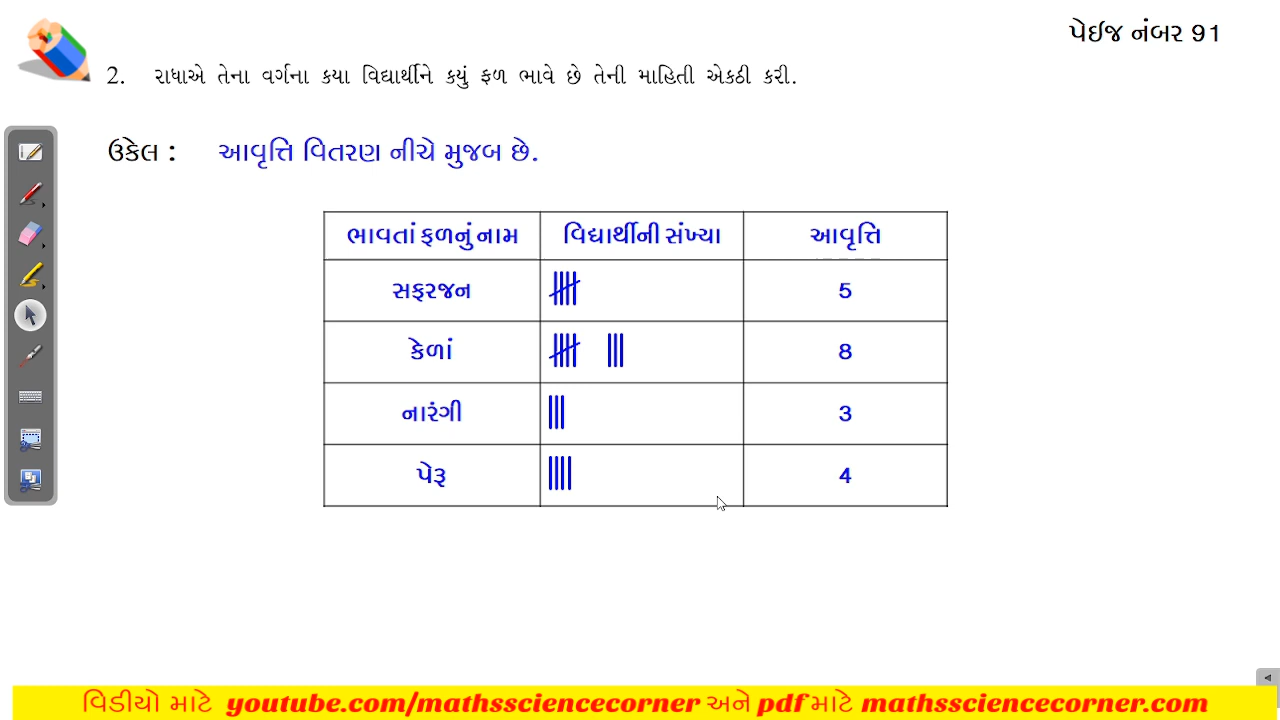 પેઈજ નંબર 91
2. રાધાએ તેના વર્ગના કયા વિદ્યાર્થીને કયું ફળ ભાવે છે તેની માહિતી એકઠી કરી.
ઉકેલ : આવૃત્તિ વિતરણ નીચે મુજબ છે.
ભાવતાં ફળનું નામ વિદ્યાર્થીની સંખ્યા આવૃત્તિ
સફરજન 5
કેળાં 8
નારંગી 3
પેરૂ 4
વિડીયો માટે youtube.com/mathssciencecorner અને pdf માટે mathssciencecorner.com